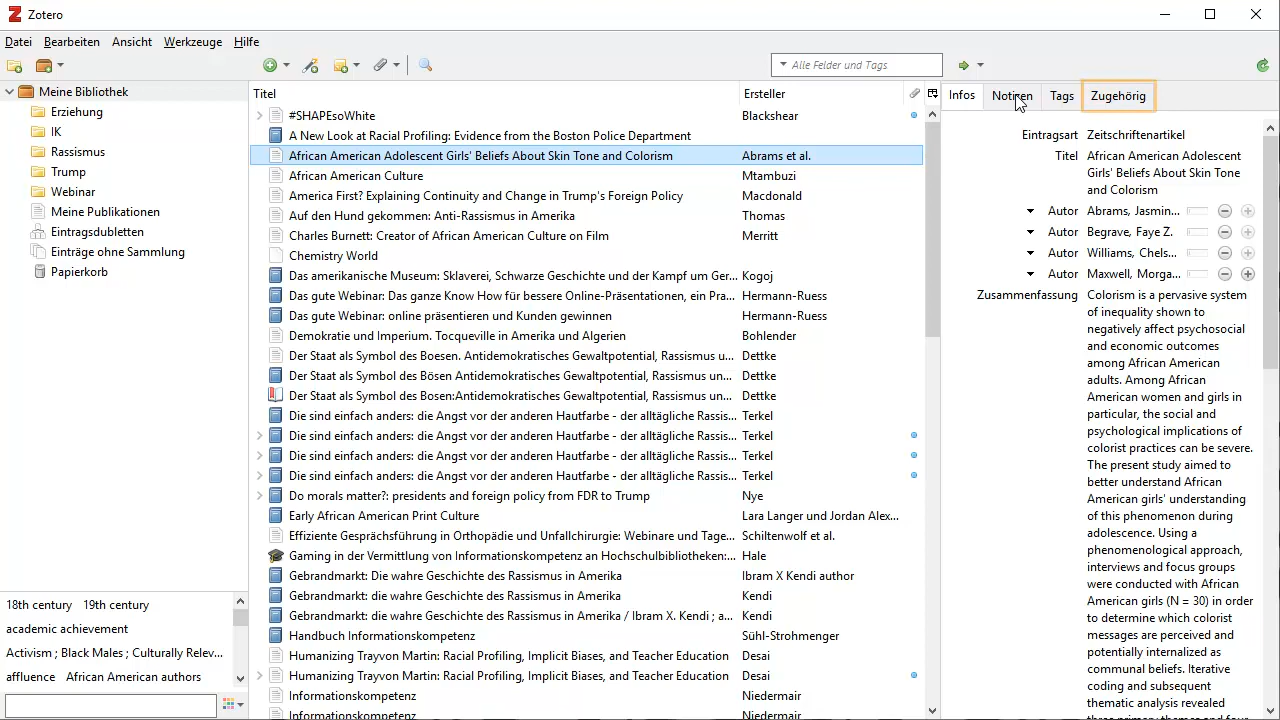 Zotero
Datei Bearbeiten Ansicht Werkzeuge Hilfe
Alle Felder und Tags
Meine Bibliothek
Erziehung
IK
Rassismus
Trump
Webinar
Meine Publikationen
Eintragsdubletten
Einträge ohne Sammlung
Papierkorb
18th century 19th century
academic achievement
Activism ; Black Males ; Culturally Relev...
affluence African American authors
Titel Ersteller
#SHAPEsoWhite Blackshear
A New Look at Racial Profiling: Evidence from the Boston Police Department
African American Adolescent Girls' Beliefs About Skin Tone and Colorism Abrams et al.
African American Culture Mtambuzi
America First? Explaining Continuity and Change in Trump's Foreign Policy Macdonald
Auf den Hund gekommen: Anti-Rassismus in Amerika Thomas
Charles Burnett: Creator of African American Culture on Film Merritt
Chemistry World
Das amerikanische Museum: Sklaverei, Schwarze Geschichte und der Kampf um Ger... Kogoj
Das gute Webinar: Das ganze Know How für bessere Online-Präsentationen, ein Pra... Hermann-Ruess
Das gute Webinar: online präsentieren und Kunden gewinnen Hermann-Ruess
Demokratie und Imperium. Tocqueville in Amerika und Algerien Bohlender
Der Staat als Symbol des Bosen. Antidemokratisches Gewaltpotential, Rassismus u... Dettke
Der Staat als Symbol des Bösen Antidemokratisches Gewaltpotential, Rassismus un... Dettke
Der Staat als Symbol des Bosen:Antidemokratisches Gewaltpotential, Rassismus un... Dettke
Die sind einfach anders: die Angst vor der anderen Hautfarbe - der alltägliche Rassis... Terkel
Die sind einfach anders: die Angst vor der anderen Hautfarbe - der alltägliche Rassis... Terkel
Die sind einfach anders: die Angst vor der anderen Hautfarbe - der alltägliche Rassis... Terkel
Die sind einfach anders: die Angst vor der anderen Hautfarbe - der alltägliche Rassis... Terkel
Do morals matter?: presidents and foreign policy from FDR to Trump Nye
Early African American Print Culture Lara Langer und Jordan Alex...
Effiziente Gesprächsführung in Orthopädie und Unfallchirurgie: Webinare und Tage... Schiltenwolf et al.
Gaming in der Vermittlung von Informationskompetenz an Hochschulbibliotheken:... Hale
Gebrandmarkt: Die wahre Geschichte des Rassismus in Amerika Ibram X Kendi author
Gebrandmarkt: die wahre Geschichte des Rassismus in Amerika Kendi
Gebrandmarkt: die wahre Geschichte des Rassismus in Amerika / Ibram X. Kendi, a... Kendi
Handbuch Informationskompetenz Sühl-Strohmenger
Humanizing Trayvon Martin: Racial Profiling, Implicit Biases, and Teacher Education Desai
Humanizing Trayvon Martin: Racial Profiling, Implicit Biases, and Teacher Education Desai
Informationskompetenz Niedermair
Informationskompetenz Niedermair
Infos Notizen Tags Zugehörig
Eintragsart Zeitschriftenartikel
Titel African American Adolescent
Girls' Beliefs About Skin Tone
and Colorism
Autor Abrams, Jasmin...
Autor Begrave, Faye Z.
Autor Williams, Chels...
Autor Maxwell, Morga...
Zusammenfassung Colorism is a pervasive system
of inequality shown to
negatively affect psychosocial
and economic outcomes
among African American
adults. Among African
American women and girls in
particular, the social and
psychological implications of
colorist practices can be severe.
The present study aimed to
better understand African
American girls' understanding
of this phenomenon during
adolescence. Using a
phenomenological approach,
interviews and focus groups
were conducted with African
American girls (N = 30) in order
to determine which colorist
messages are perceived and
potentially internalized as
communal beliefs. Iterative
coding and subsequent
thematic analysis revealed